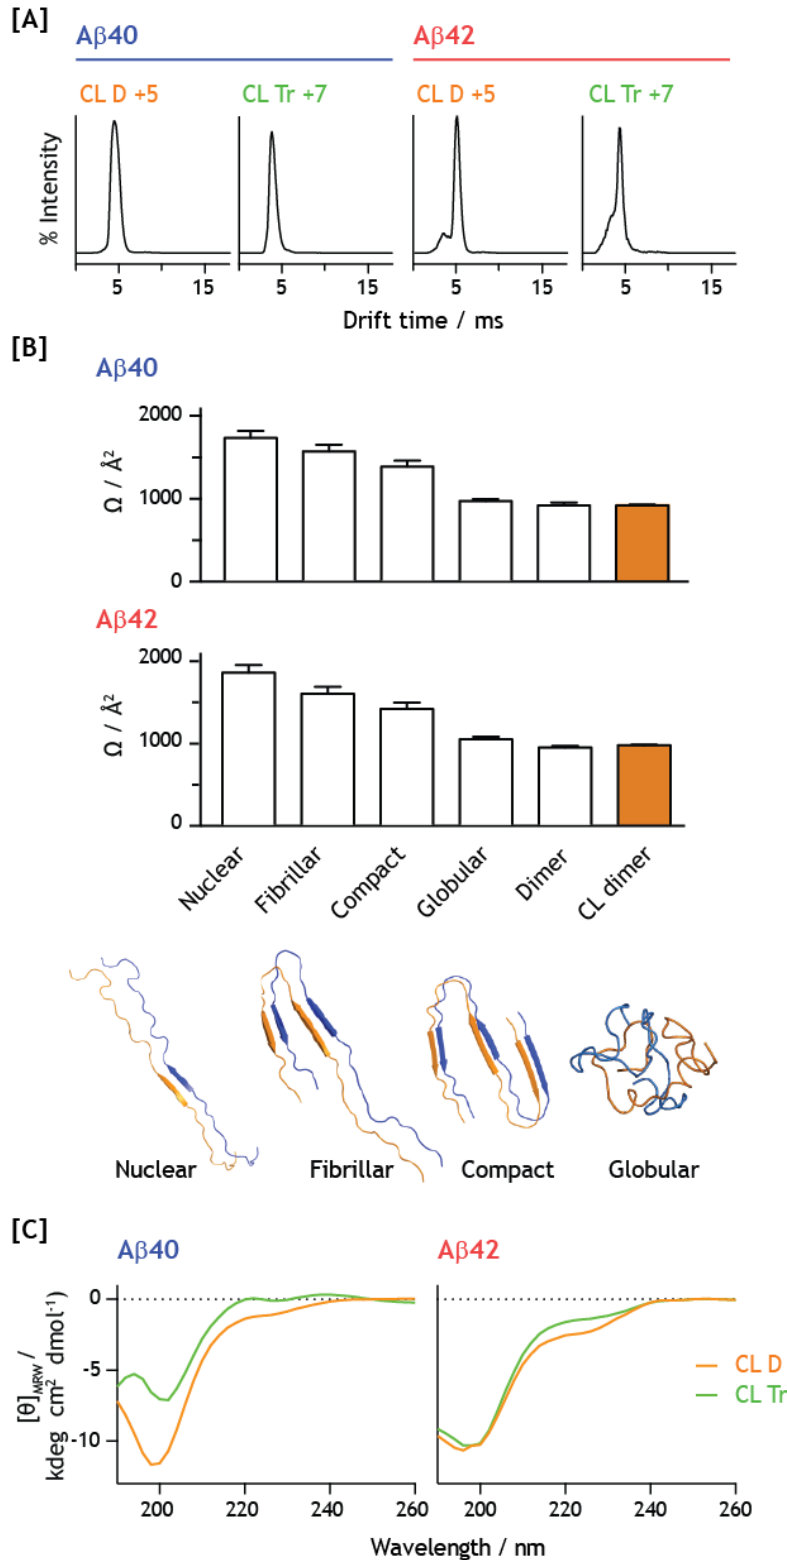 [A]
Aβ40 Aβ42
CL D +5 CL Tr +7 CL D +5 CL Tr +7
% Intensity
5 15 5 15 5 15 5 15
Drift time / ms
[B]
Aβ40
2000
1000
0
Ω / Å²
Aβ42
2000
1000
0
Ω / Å²
Nuclear Fibrillar Compact Globular Dimer CL dimer
Nuclear Fibrillar Compact Globular
[C]
Aβ40 Aβ42
[θ]MRW /
kdeg cm² dmol⁻¹)
0
-5
-10
CL D
CL Tr
200 220 240 260 200 220 240 260
Wavelength / nm